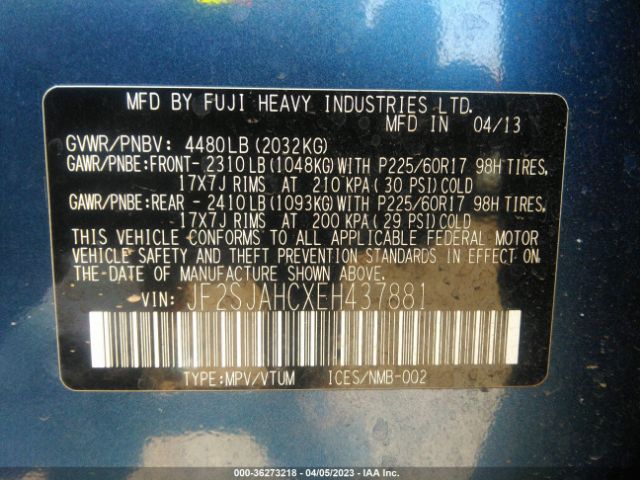 MFD BY FUJI HEAVY INDUSTRIES LTD.
MFD IN 04/13
GVWR/PNBV: 4480LB(2032KG)
GAWR/PNBE:FRONT- 2310LB(1048KG)WITH P225/60R17 98H TIRES,
17X7J RIMS AT 210 KPA( 30 PSI)COLD
GAWR/PNBE:REAR - 2410LB(1093KG)WITH P225/60R17 98H TIRES,
17X7J RIMS AT 200 KPA( 29 PSI)COLD
THIS VEHICLE CONFORMS TO ALL APPLICABLE FEDERAL MOTOR
VEHICLE SAFETY AND THEFT PREVENTION STANDARDS IN EFFECT ON
THE-DATE OF MANUFACTURE SHOWN ABOVE.
VIN: JF2SJAHCXEH437881
TYPE:MPV/VTUM ICES/NMB-002
000-36273218 - 04/05/2023 - IAA Inc.